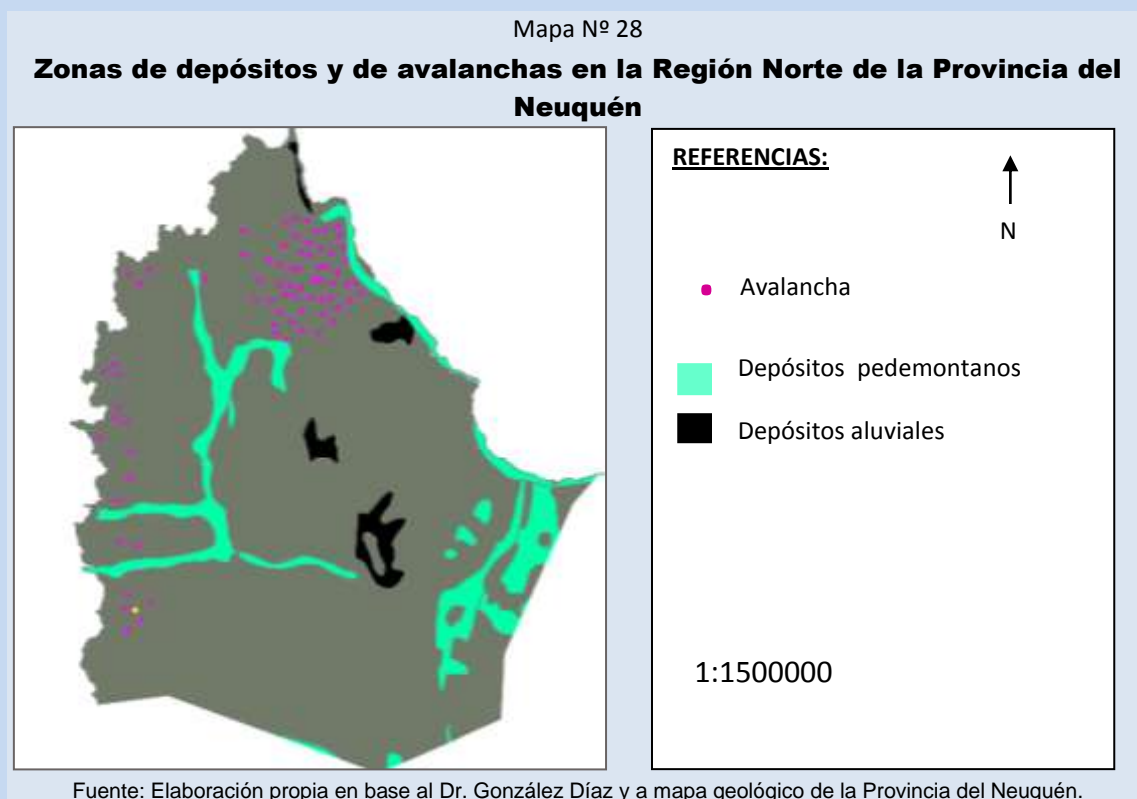 Mapa Nº 28
Zonas de depósitos y de avalanchas en la Región Norte de la Provincia del
Neuquén
REFERENCIAS:
N
Avalancha
Depósitos pedemontanos
Depósitos aluviales
1:1500000
Fuente: Elaboración propia en base al Dr. González Díaz y a mapa geológico de la Provincia del Neuquén.